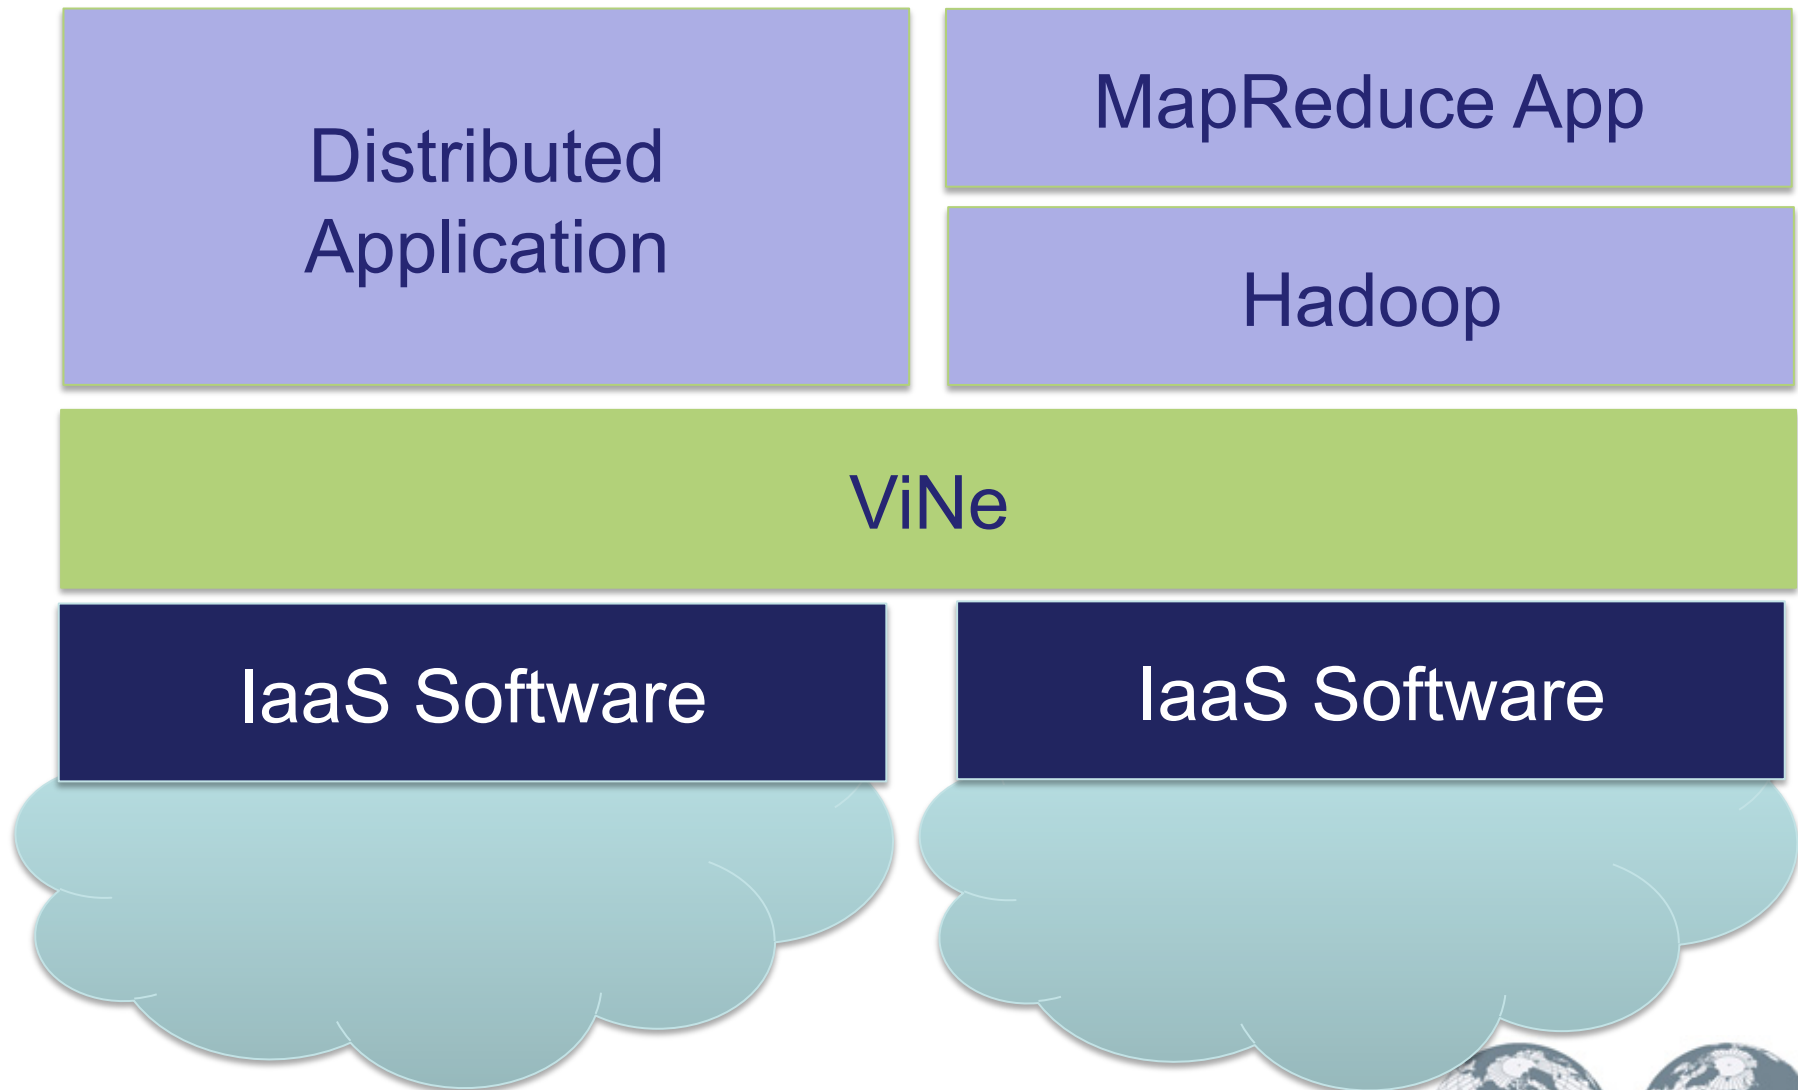 Distributed
Application
MapReduce App
Hadoop
ViNe
IaaS Software
IaaS Software